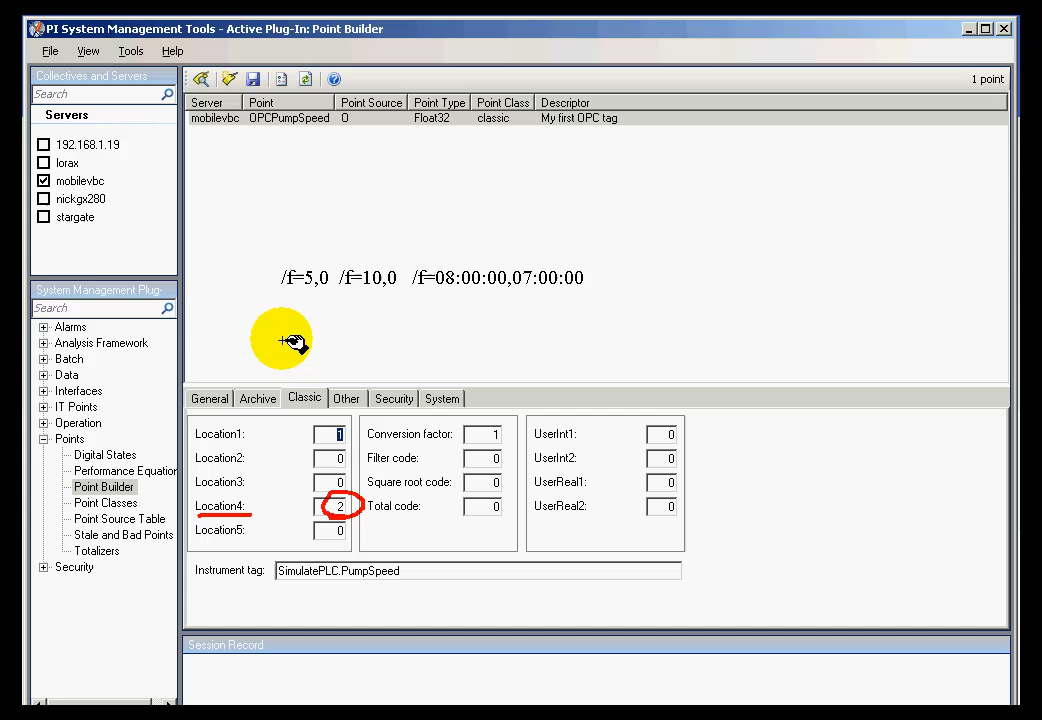 PI System Management Tools - Active Plug-In: Point Builder
File View Tools Help
Collectives and Servers
Search
Servers
192.168.1.19
lorax
mobilevbc
nickgx280
stargate
System Management Plug-
Search
Alarms
Analysis Framework
Batch
Data
Interfaces
IT Points
Operation
Points
Digital States
Performance Equation
Point Builder
Point Classes
Point Source Table
Stale and Bad Points
Totalizers
Security
1 point
Server Point Point Source Point Type Point Class Descriptor
mobilevbc OPCPumpSpeed O Float32 classic My first OPC tag
/f=5,0 /f=10,0 /f=08:00:00,07:00:00
General Archive Classic Other Security System
Location1: 1 Conversion factor: 1 UserInt1: 0
Location2: 0 Filter code: 0 UserInt2: 0
Location3: 0 Square root code: 0 UserReal1: 0
Location4: 2 Total code: 0 UserReal2: 0
Location5: 0
Instrument tag: SimulatePLC.PumpSpeed
Session Record